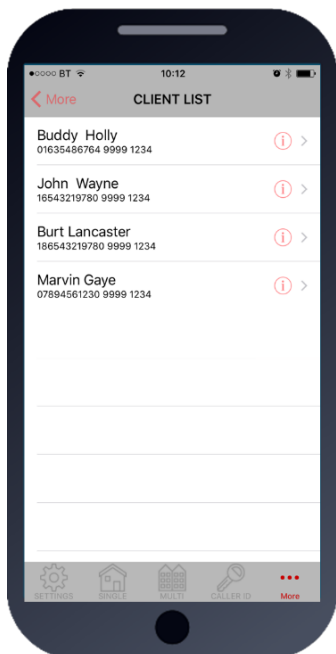 BT 10:12
More CLIENT LIST
Buddy Holly
01635486764 9999 1234
John Wayne
16543219780 9999 1234
Burt Lancaster
186543219780 9999 1234
Marvin Gaye
07894561230 9999 1234
SETTINGS SINGLE MULTI CALLER ID More